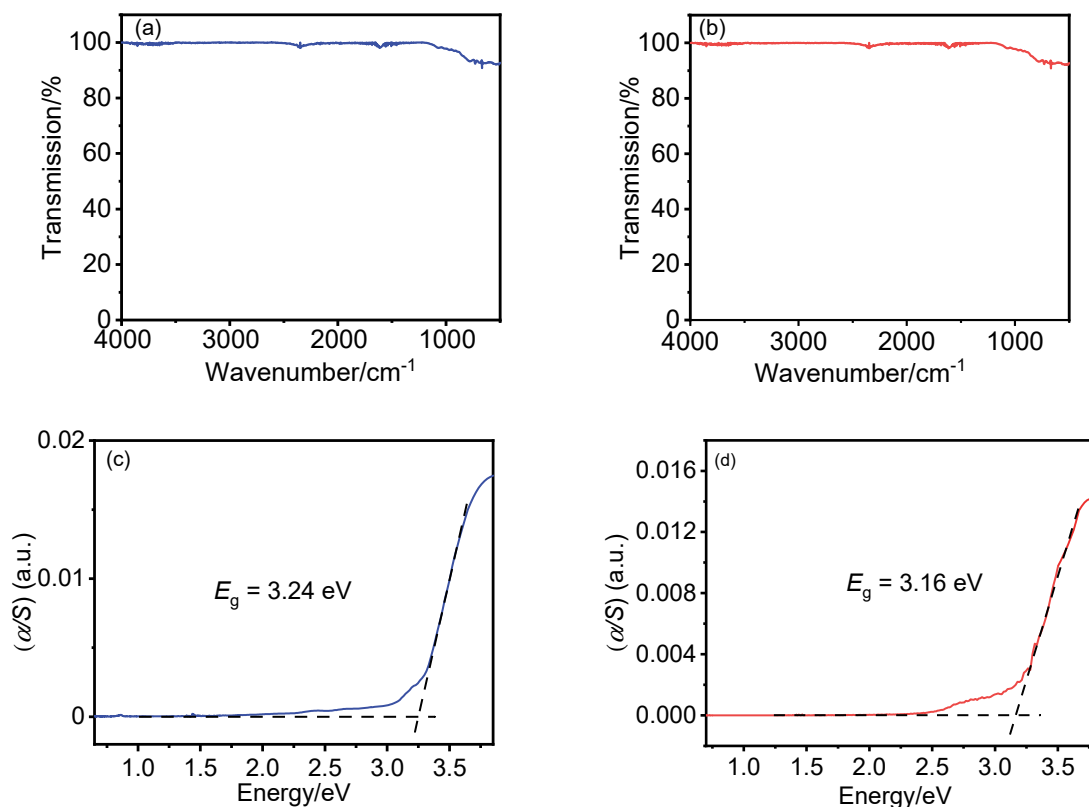 (a)
Transmission/%
100
80
60
40
20
0
4000 3000 2000 1000
Wavenumber/cm⁻¹
(b)
Transmission/%
100
80
60
40
20
0
4000 3000 2000 1000
Wavenumber/cm⁻¹
(c)
(α/S) (a.u.)
0.02
0.01
0
E_g = 3.24 eV
1.0 1.5 2.0 2.5 3.0 3.5
Energy/eV
(d)
(α/S) (a.u.)
0.016
0.012
0.008
0.004
0.000
E_g = 3.16 eV
1.0 1.5 2.0 2.5 3.0 3.5
Energy/eV